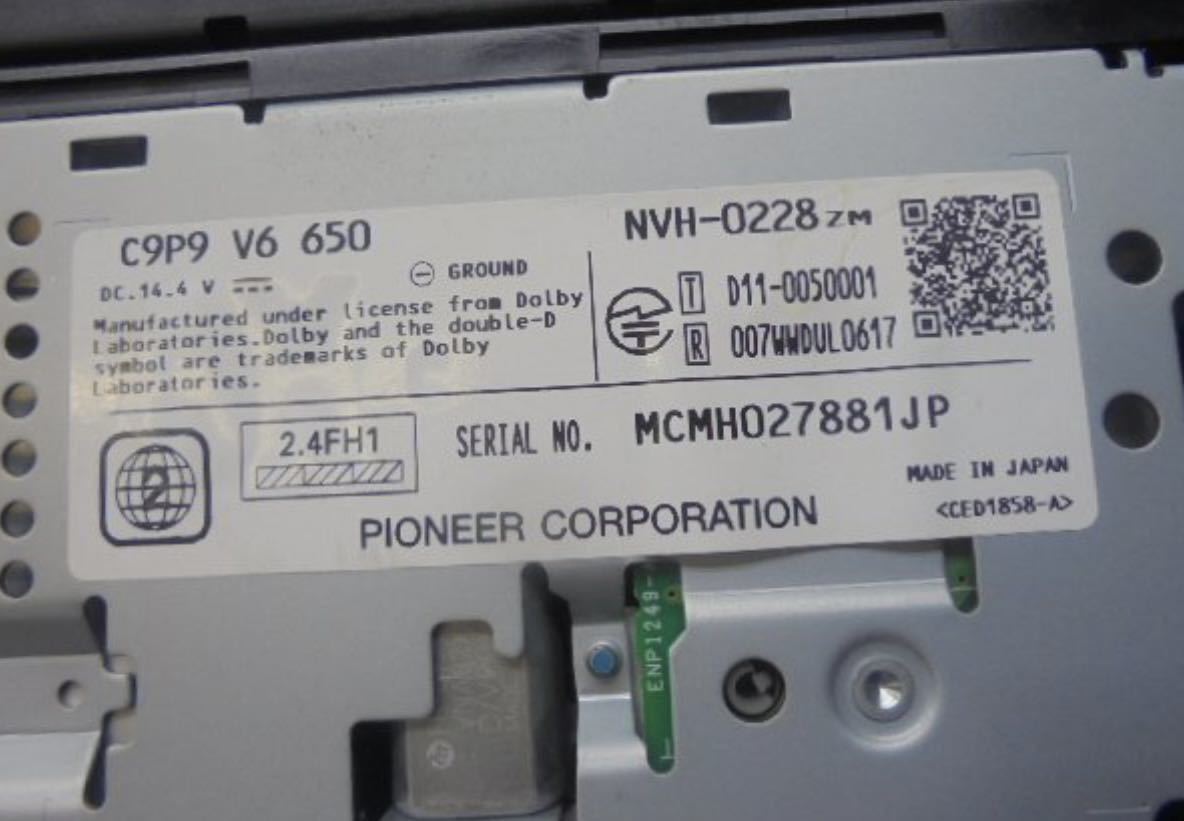 C9P9 V6 650
DC.14.4 V
GROUND
Manufactured under license from Dolby
Laboratories.Dolby and the double-D
symbol are trademarks of Dolby
Laboratories.
NVH-0228 ZM
T D11-0050001
R 007WWDUL0617
2
2.4FH1
SERIAL NO. MCMH027881JP
MADE IN JAPAN
PIONEER CORPORATION
<CED1858-A>
ENP1249-